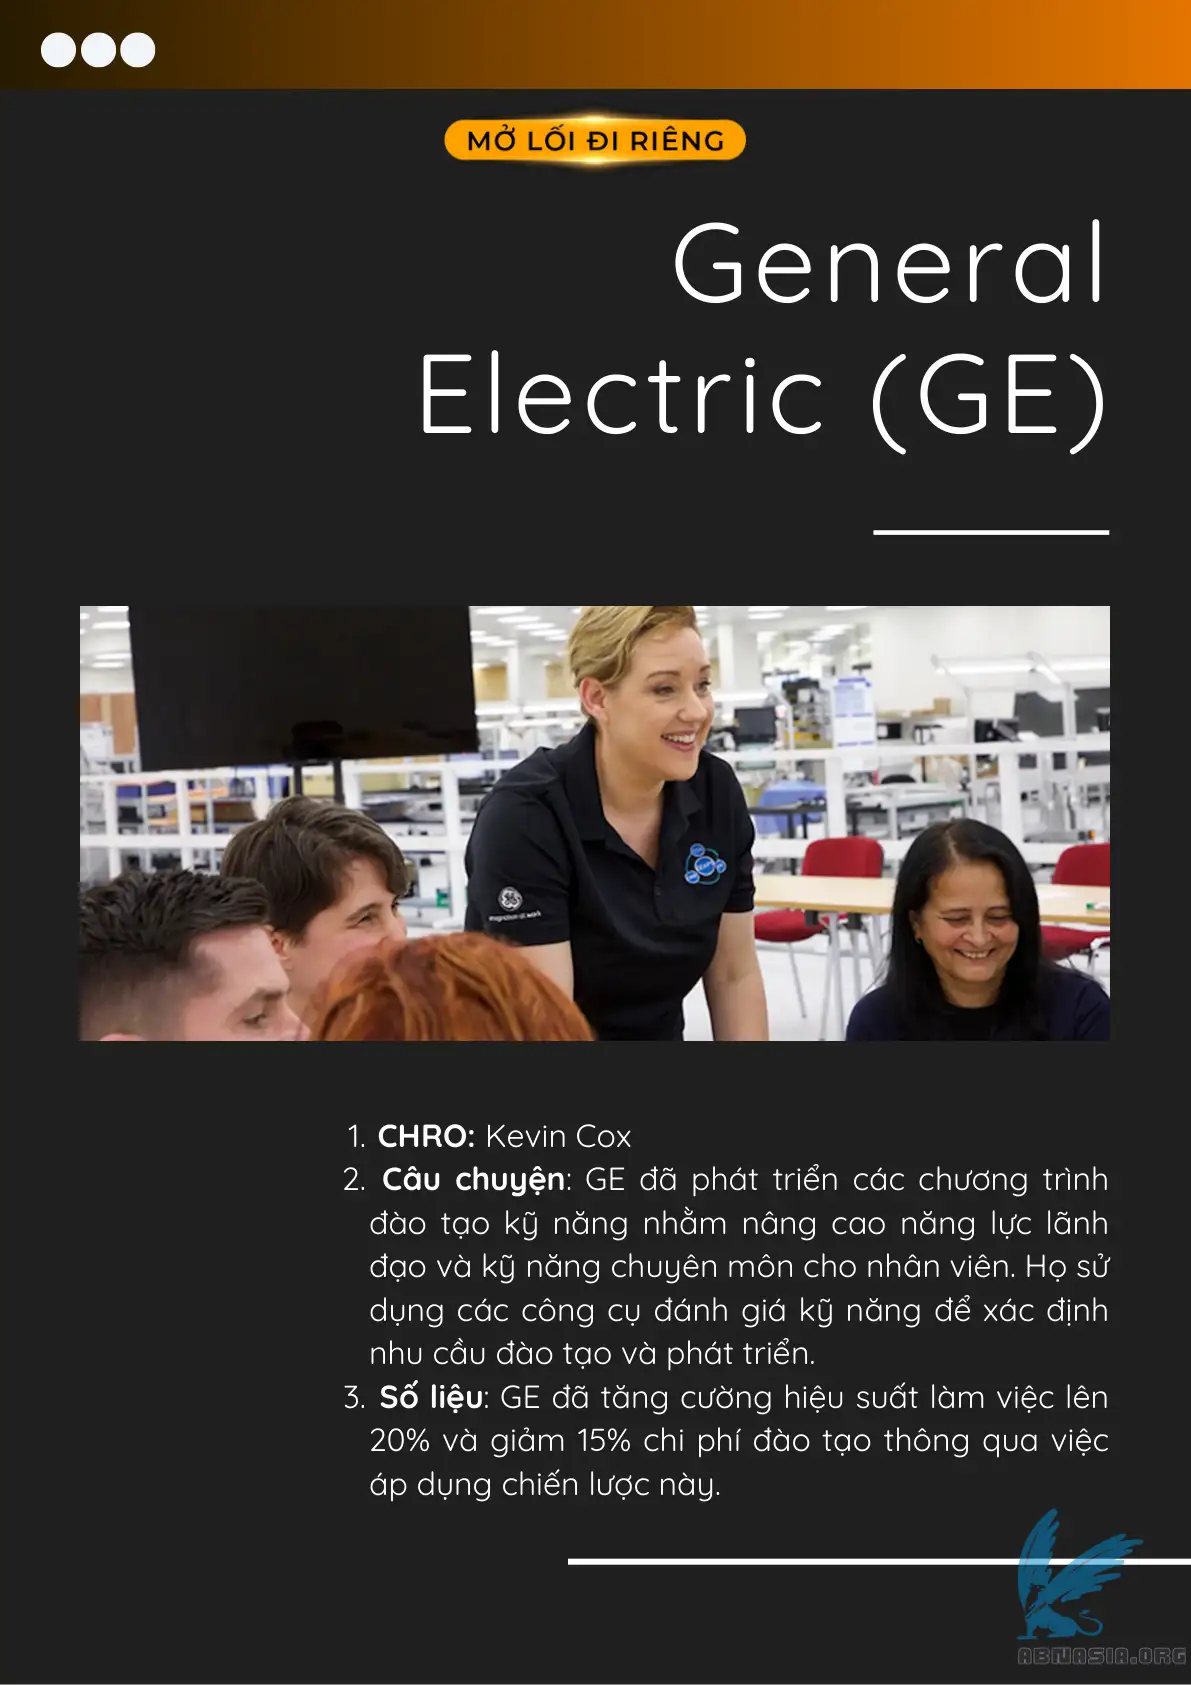 MỞ LỐI ĐI RIÊNG
General
Electric (GE)
imagination at work
1. CHRO: Kevin Cox
2. Câu chuyện: GE đã phát triển các chương trình
đào tạo kỹ năng nhằm nâng cao năng lực lãnh
đạo và kỹ năng chuyên môn cho nhân viên. Họ sử
dụng các công cụ đánh giá kỹ năng để xác định
nhu cầu đào tạo và phát triển.
3. Số liệu: GE đã tăng cường hiệu suất làm việc lên
20% và giảm 15% chi phí đào tạo thông qua việc
áp dụng chiến lược này.
ABNASIA.ORG